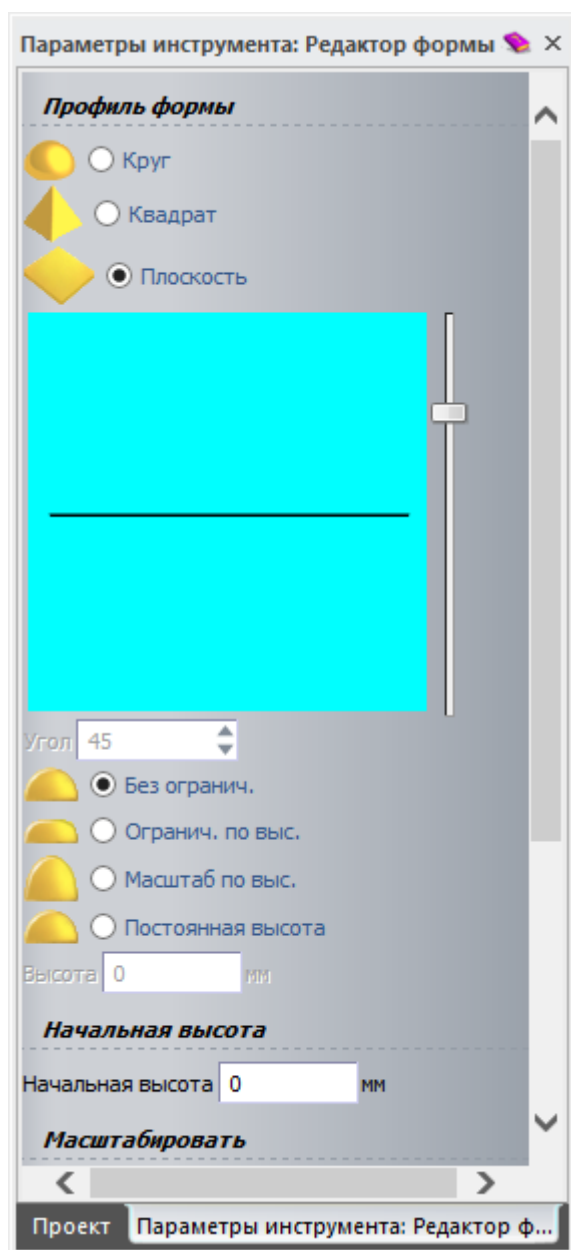 Параметры инструмента: Редактор формы
Профиль формы
Круг
Квадрат
Плоскость
Угол 45
Без огранич.
Огранич. по выс.
Масштаб по выс.
Постоянная высота
Высота 0 мм
Начальная высота
Начальная высота 0 мм
Масштабировать
Проект Параметры инструмента: Редактор ф...